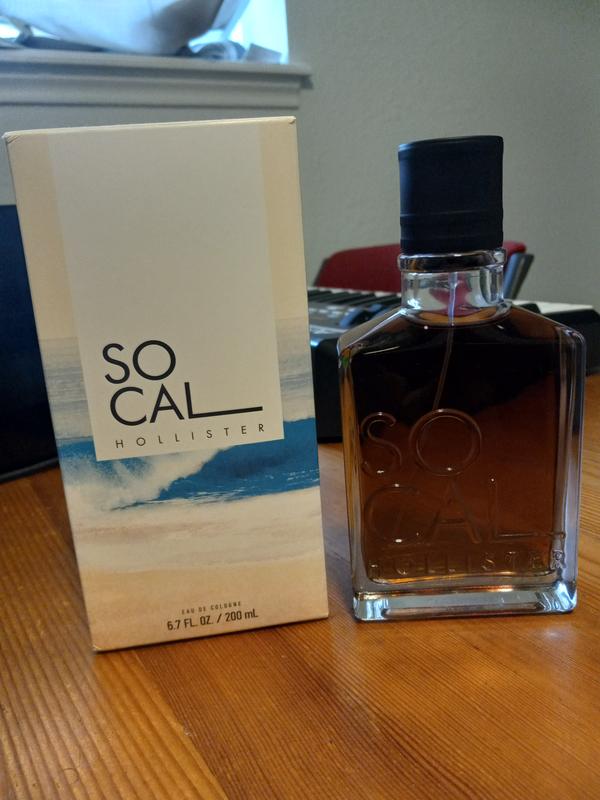 SO
CAL
HOLLISTER
EAU DE COLOGNE
6.7 FL. OZ. / 200 mL
SO
CAL
HOLLISTER